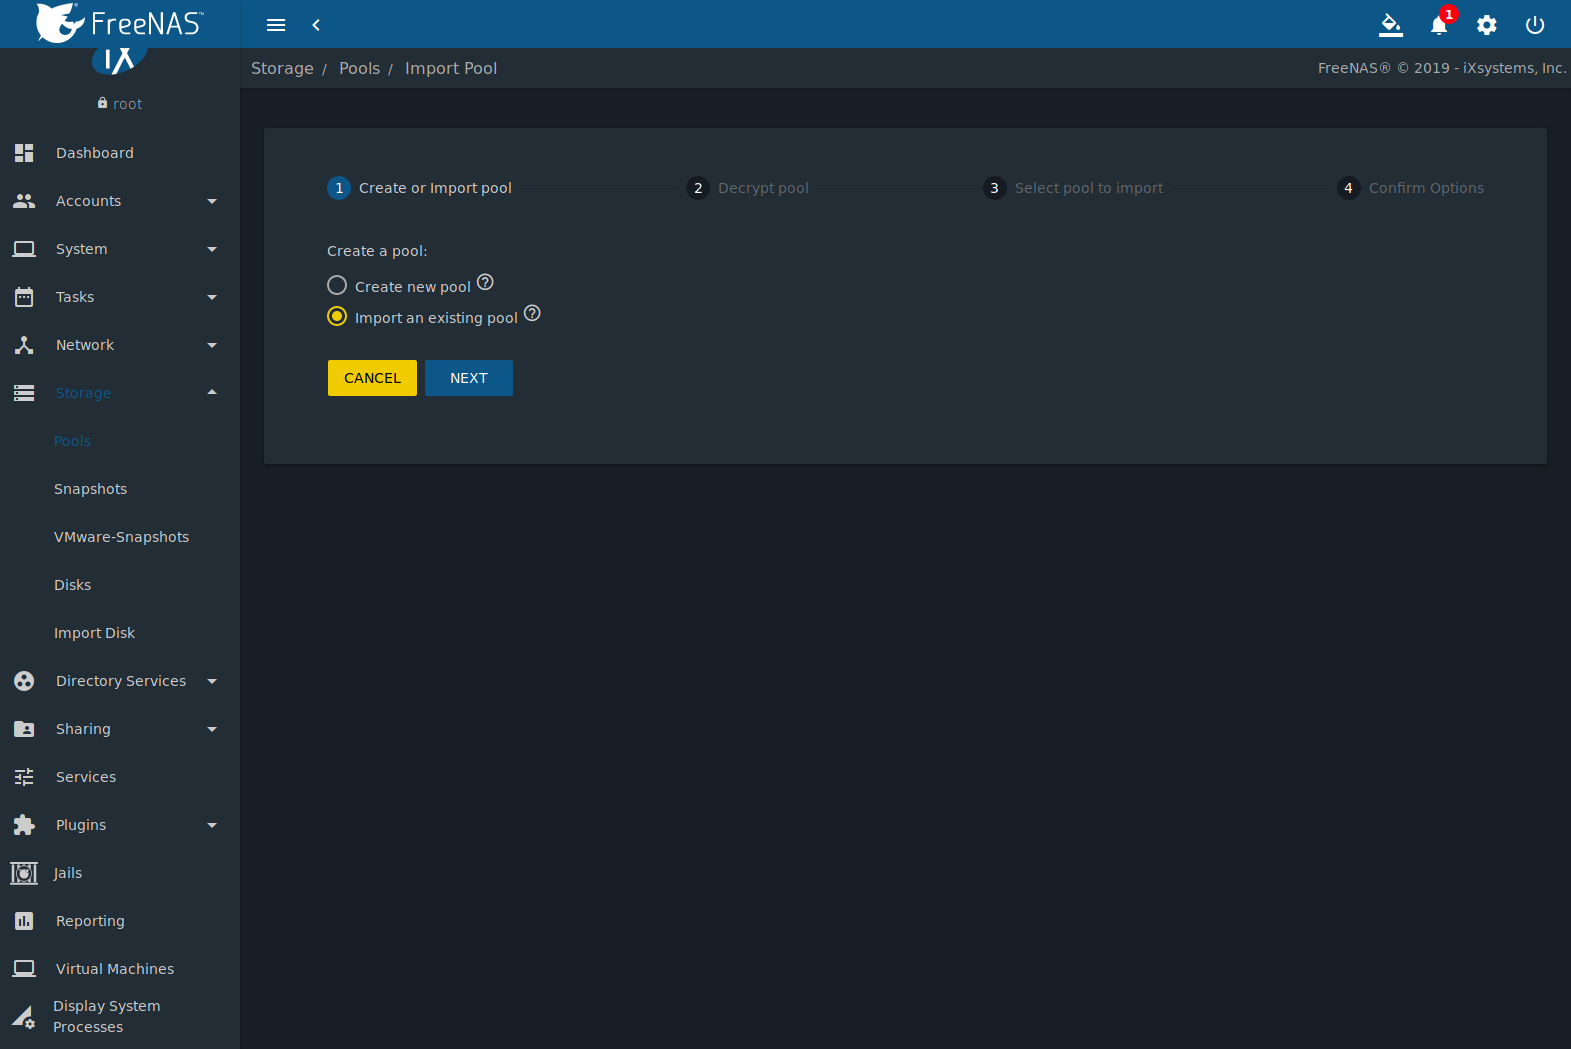 FreeNAS™
1
Storage / Pools / Import Pool
FreeNAS® © 2019 - iXsystems, Inc.
iX
root
Dashboard
Accounts
System
Tasks
Network
Storage
Pools
Snapshots
VMware-Snapshots
Disks
Import Disk
Directory Services
Sharing
Services
Plugins
Jails
Reporting
Virtual Machines
Display System
Processes
1 Create or Import pool
2 Decrypt pool
3 Select pool to import
4 Confirm Options
Create a pool:
Create new pool ?
Import an existing pool ?
CANCEL NEXT